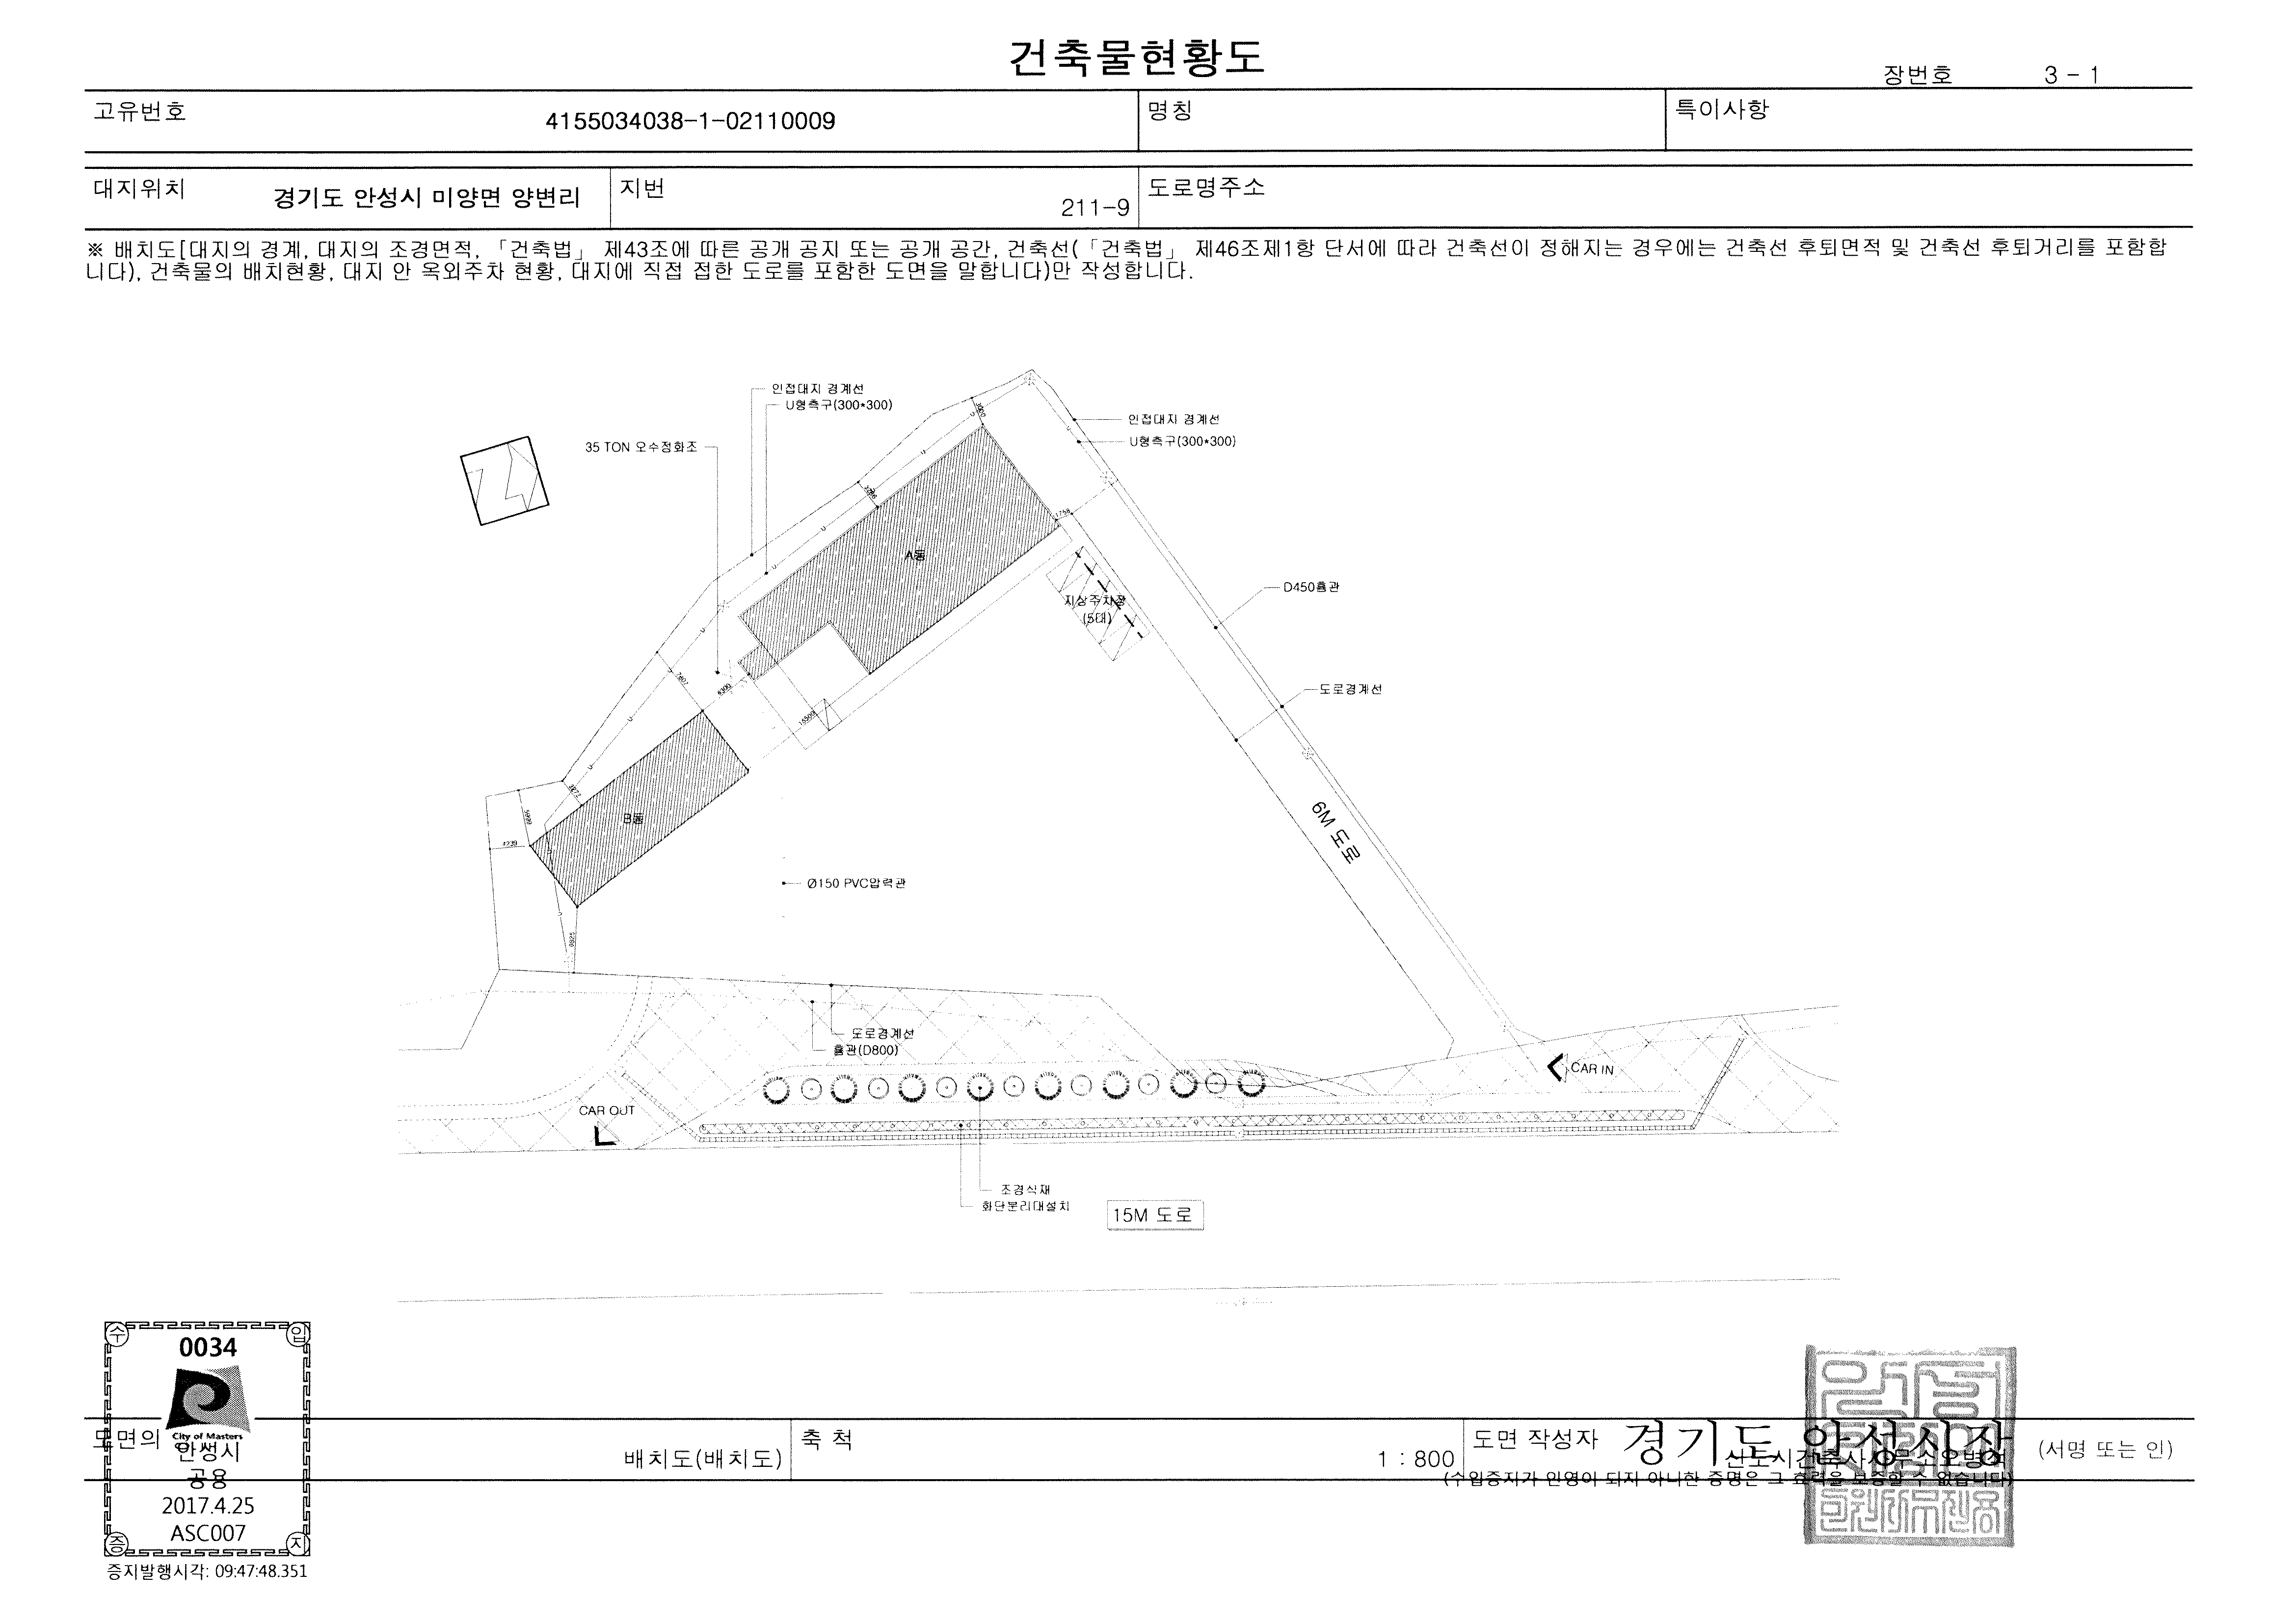 건축물현황도
장번호 3 - 1
고유번호 4155034038-1-02110009 명칭 특이사항
대지위치 경기도 안성시 미양면 양변리 지번 211-9 도로명주소
※ 배치도[대지의 경계, 대지의 조경면적, 「건축법」 제43조에 따른 공개 공지 또는 공개 공간, 건축선(「건축법」 제46조제1항 단서에 따라 건축선이 정해지는 경우에는 건축선 후퇴면적 및 건축선 후퇴거리를 포함합
니다), 건축물의 배치현황, 대지 안 옥외주차 현황, 대지에 직접 접한 도로를 포함한 도면을 말합니다)만 작성합니다.
인접대지 경계선
U형측구(300*300)
35 TON 오수정화조
인접대지 경계선
U형측구(300*300)
1758
A동
D450흄관
지상주차장
(5대)
7407
6300
15500
도로경계선
B동
4239
6M 도로
Ø150 PVC압력관
9825
도로경계선
흄관(D800)
CAR IN
CAR OUT
조경식재
화단분리대설치
15M 도로
수 입
0034
City of Masters
안성시
공용
2017.4.25
ASC007
증 지
증지발행시각: 09:47:48.351
도면의
배치도(배치도)
축 척
1 : 800
도면 작성자
경기도 안성시장
(서명 또는 인)
(수입증지가 인영이 되지 아니한 증명은 그 효력을 보증할 수 없습니다)